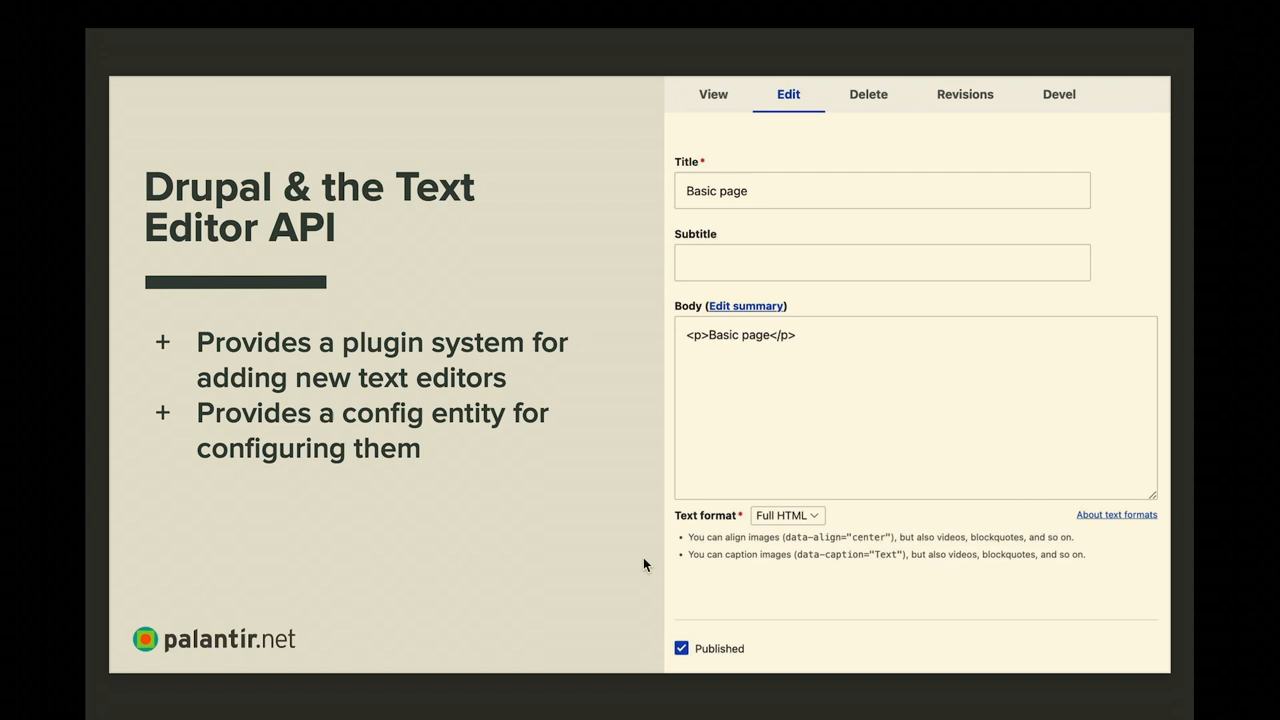 Drupal & the Text
Editor API
+ Provides a plugin system for
adding new text editors
+ Provides a config entity for
configuring them
palantir.net
View Edit Delete Revisions Devel
Title*
Basic page
Subtitle
Body (Edit summary)
<p>Basic page</p>
Text format* Full HTML About text formats
• You can align images (data-align="center"), but also videos, blockquotes, and so on.
• You can caption images (data-caption="Text"), but also videos, blockquotes, and so on.
Published